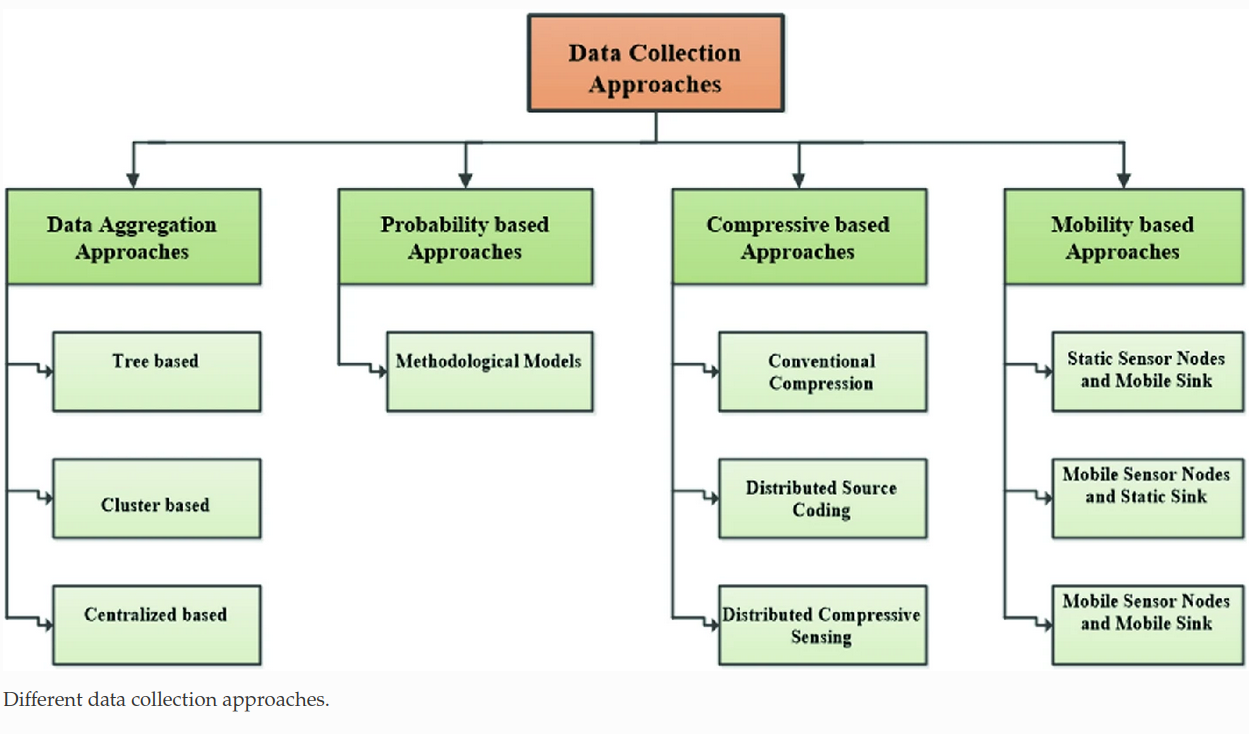 Data Collection
Approaches
Data Aggregation
Approaches
Probability based
Approaches
Compressive based
Approaches
Mobility based
Approaches
Tree based
Cluster based
Centralized based
Methodological Models
Conventional
Compression
Distributed Source
Coding
Distributed Compressive
Sensing
Static Sensor Nodes
and Mobile Sink
Mobile Sensor Nodes
and Static Sink
Mobile Sensor Nodes
and Mobile Sink
Different data collection approaches.